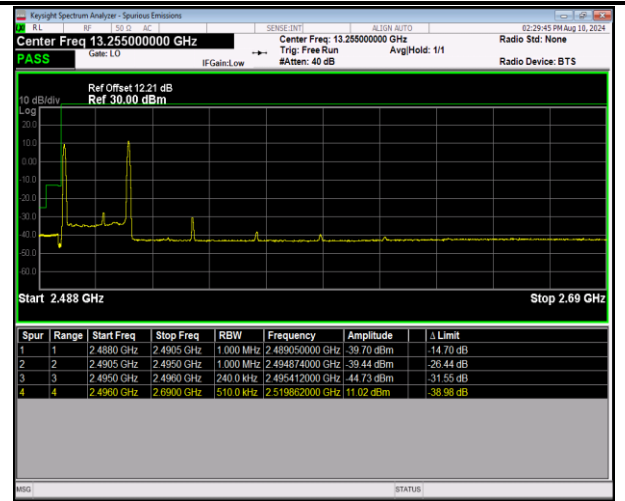 Keysight Spectrum Analyzer - Spurious Emissions
RL RF 50 Ω AC SENSE:INT ALIGN AUTO 02:29:45 PM Aug 10, 2024
Center Freq 13.255000000 GHz Center Freq: 13.255000000 GHz Radio Std: None
Gate: LO Trig: Free Run Avg|Hold: 1/1
PASS IFGain:Low #Atten: 40 dB Radio Device: BTS
Ref Offset 12.21 dB
10 dB/div Ref 30.00 dBm
Log
20.0
10.0
0.00
-10.0
-20.0
-30.0
-40.0
-50.0
-60.0
Start 2.488 GHz Stop 2.69 GHz
Spur Range Start Freq Stop Freq RBW Frequency Amplitude Δ Limit
1 1 2.4880 GHz 2.4905 GHz 1.000 MHz 2.489050000 GHz -39.70 dBm -14.70 dB
2 2 2.4905 GHz 2.4950 GHz 1.000 MHz 2.494874000 GHz -39.44 dBm -26.44 dB
3 3 2.4950 GHz 2.4960 GHz 240.0 kHz 2.495412000 GHz -44.73 dBm -31.55 dB
4 4 2.4960 GHz 2.6900 GHz 510.0 kHz 2.519862000 GHz 11.02 dBm -38.98 dB
MSG STATUS